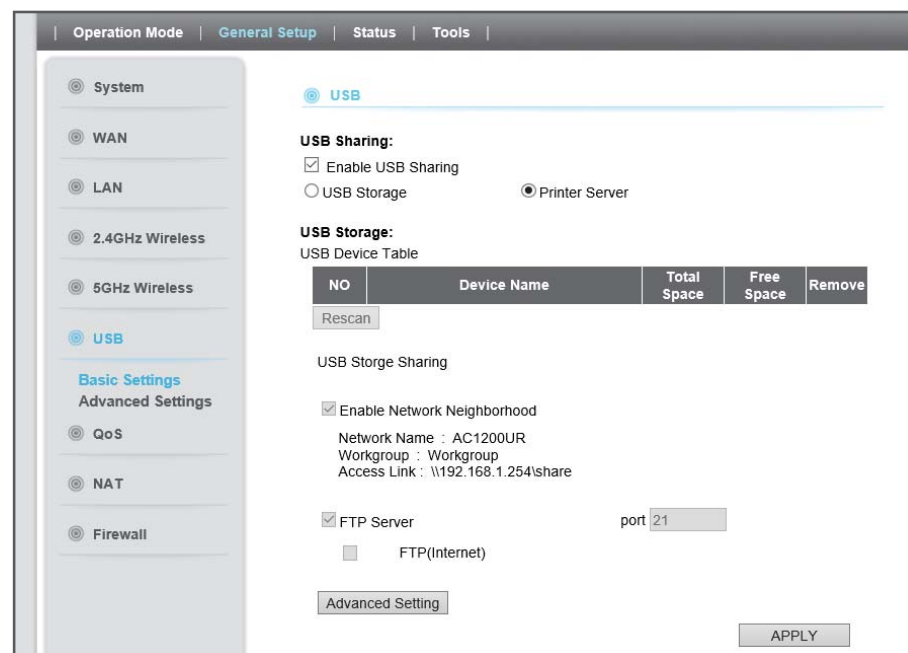 | Operation Mode | General Setup | Status | Tools |
System
WAN
LAN
2.4GHz Wireless
5GHz Wireless
USB
Basic Settings
Advanced Settings
QoS
NAT
Firewall
USB
USB Sharing:
Enable USB Sharing
USB Storage Printer Server
USB Storage:
USB Device Table
NO Device Name Total Space Free Space Remove
Rescan
USB Storge Sharing
Enable Network Neighborhood
Network Name : AC1200UR
Workgroup : Workgroup
Access Link : \\192.168.1.254\share
FTP Server port 21
FTP(Internet)
Advanced Setting
APPLY